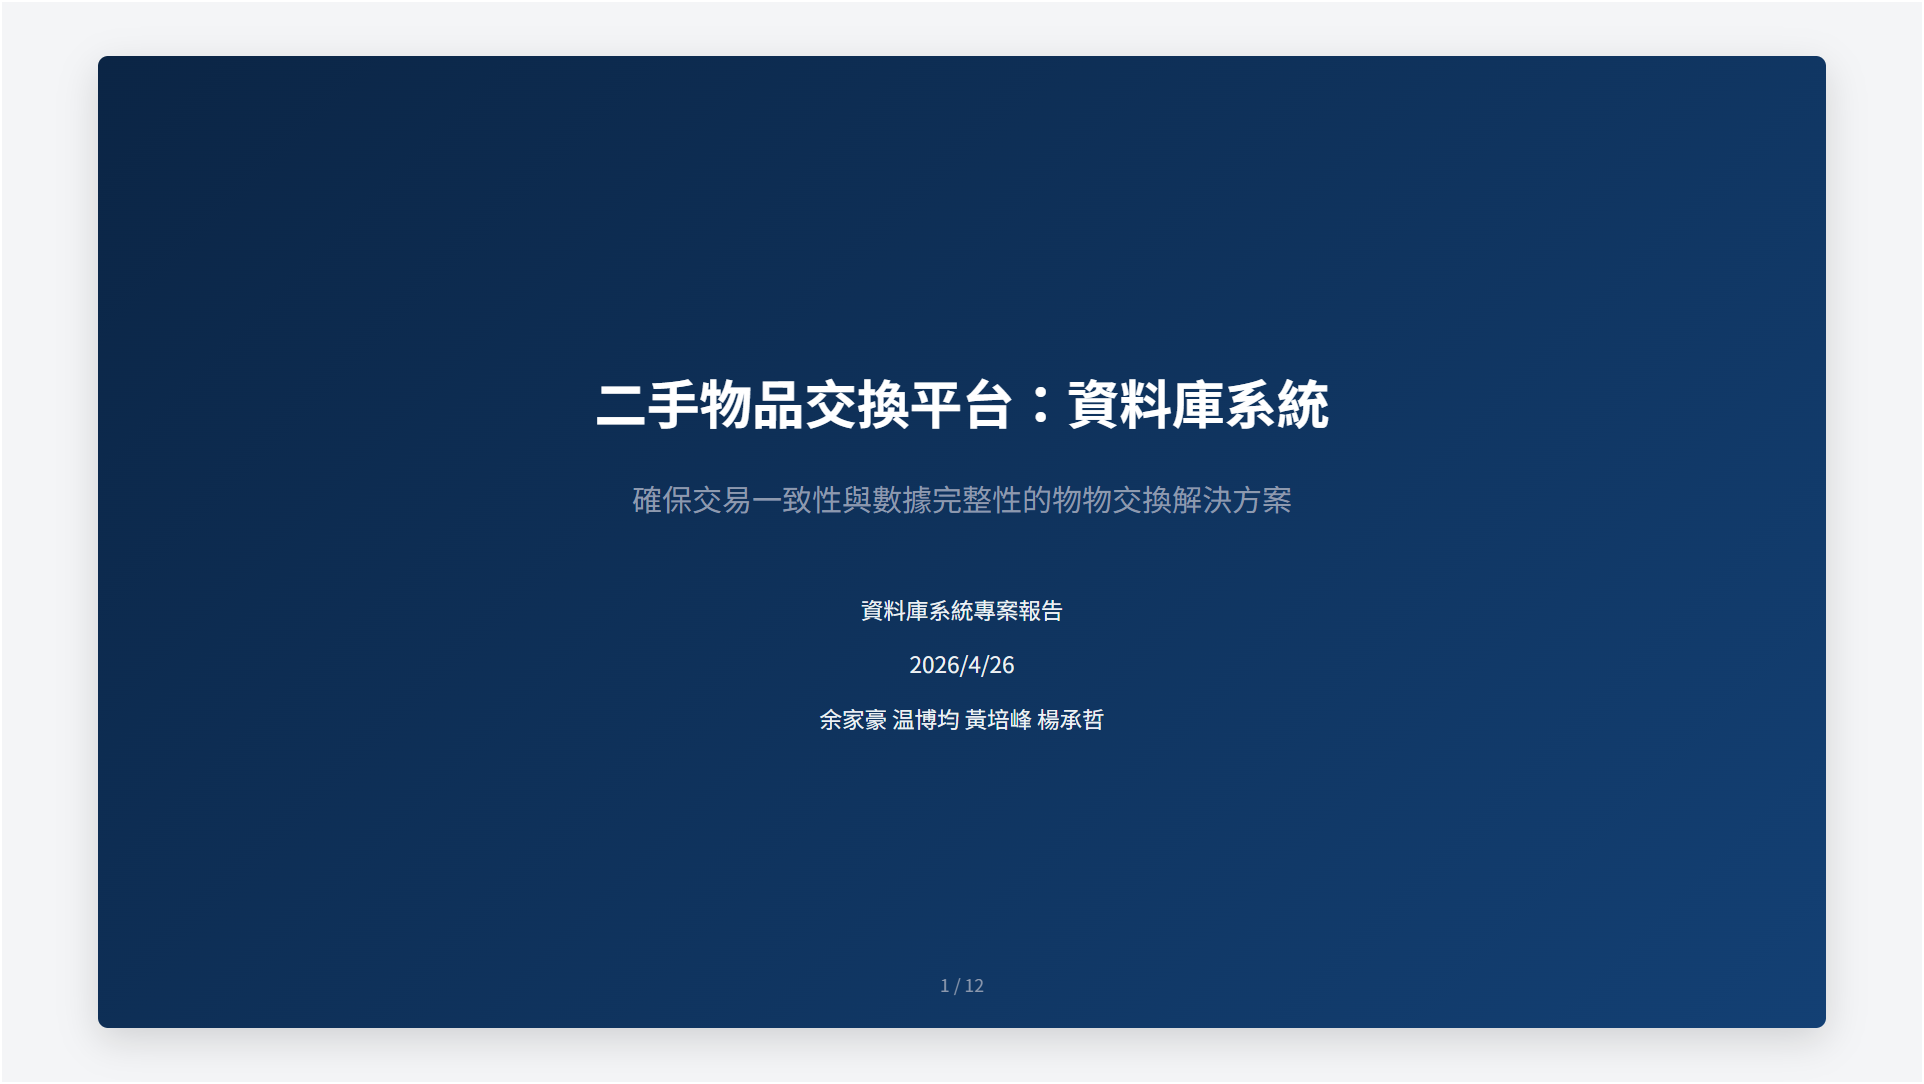 二手物品交換平台：資料庫系統
確保交易一致性與數據完整性的物物交換解決方案
資料庫系統專案報告
2026/4/26
余家豪 温博均 黃培峰 楊承哲
1 / 12